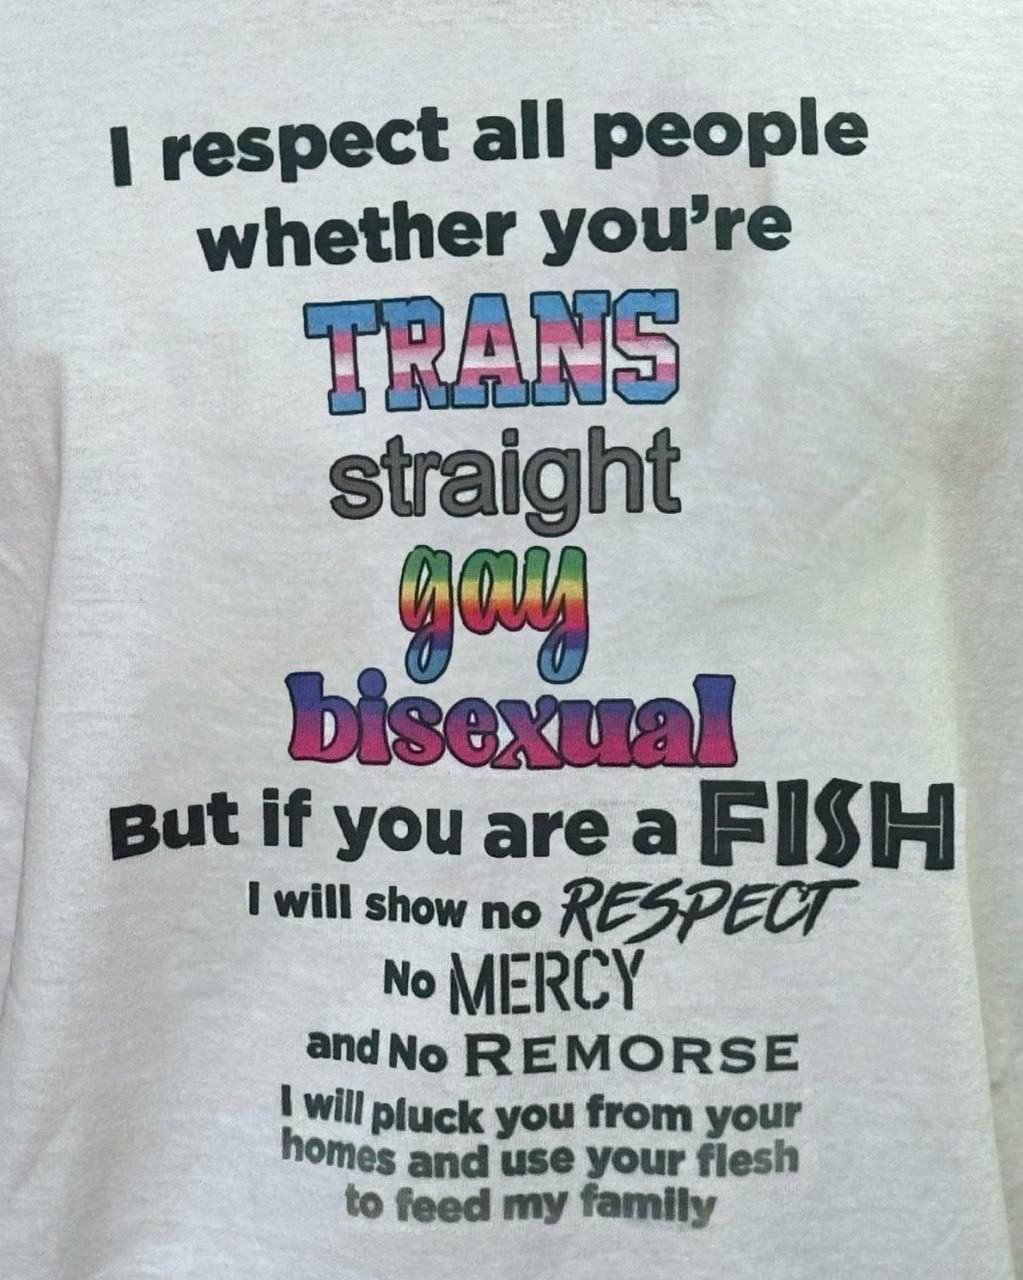 I respect all people
whether you’re
TRANS
straight
gay
bisexual
But if you are a FISH
I will show no RESPECT
No MERCY
and No REMORSE
I will pluck you from your
homes and use your flesh
to feed my family